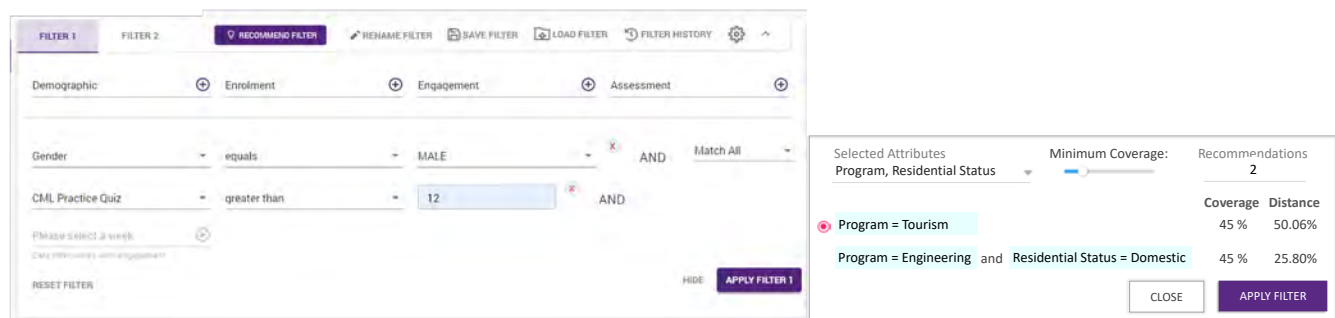 FILTER 1 FILTER 2 RECOMMEND FILTER RENAME FILTER SAVE FILTER LOAD FILTER FILTER HISTORY
Demographic Enrolment Engagement Assessment
Gender equals MALE X AND Match All
CML Practice Quiz greater than 12 X AND
Please select a week
RESET FILTER HIDE APPLY FILTER 1
Selected Attributes Minimum Coverage: Recommendations
Program, Residential Status 2
Coverage Distance
Program = Tourism 45 % 50.06%
Program = Engineering and Residential Status = Domestic 45 % 25.80%
CLOSE APPLY FILTER